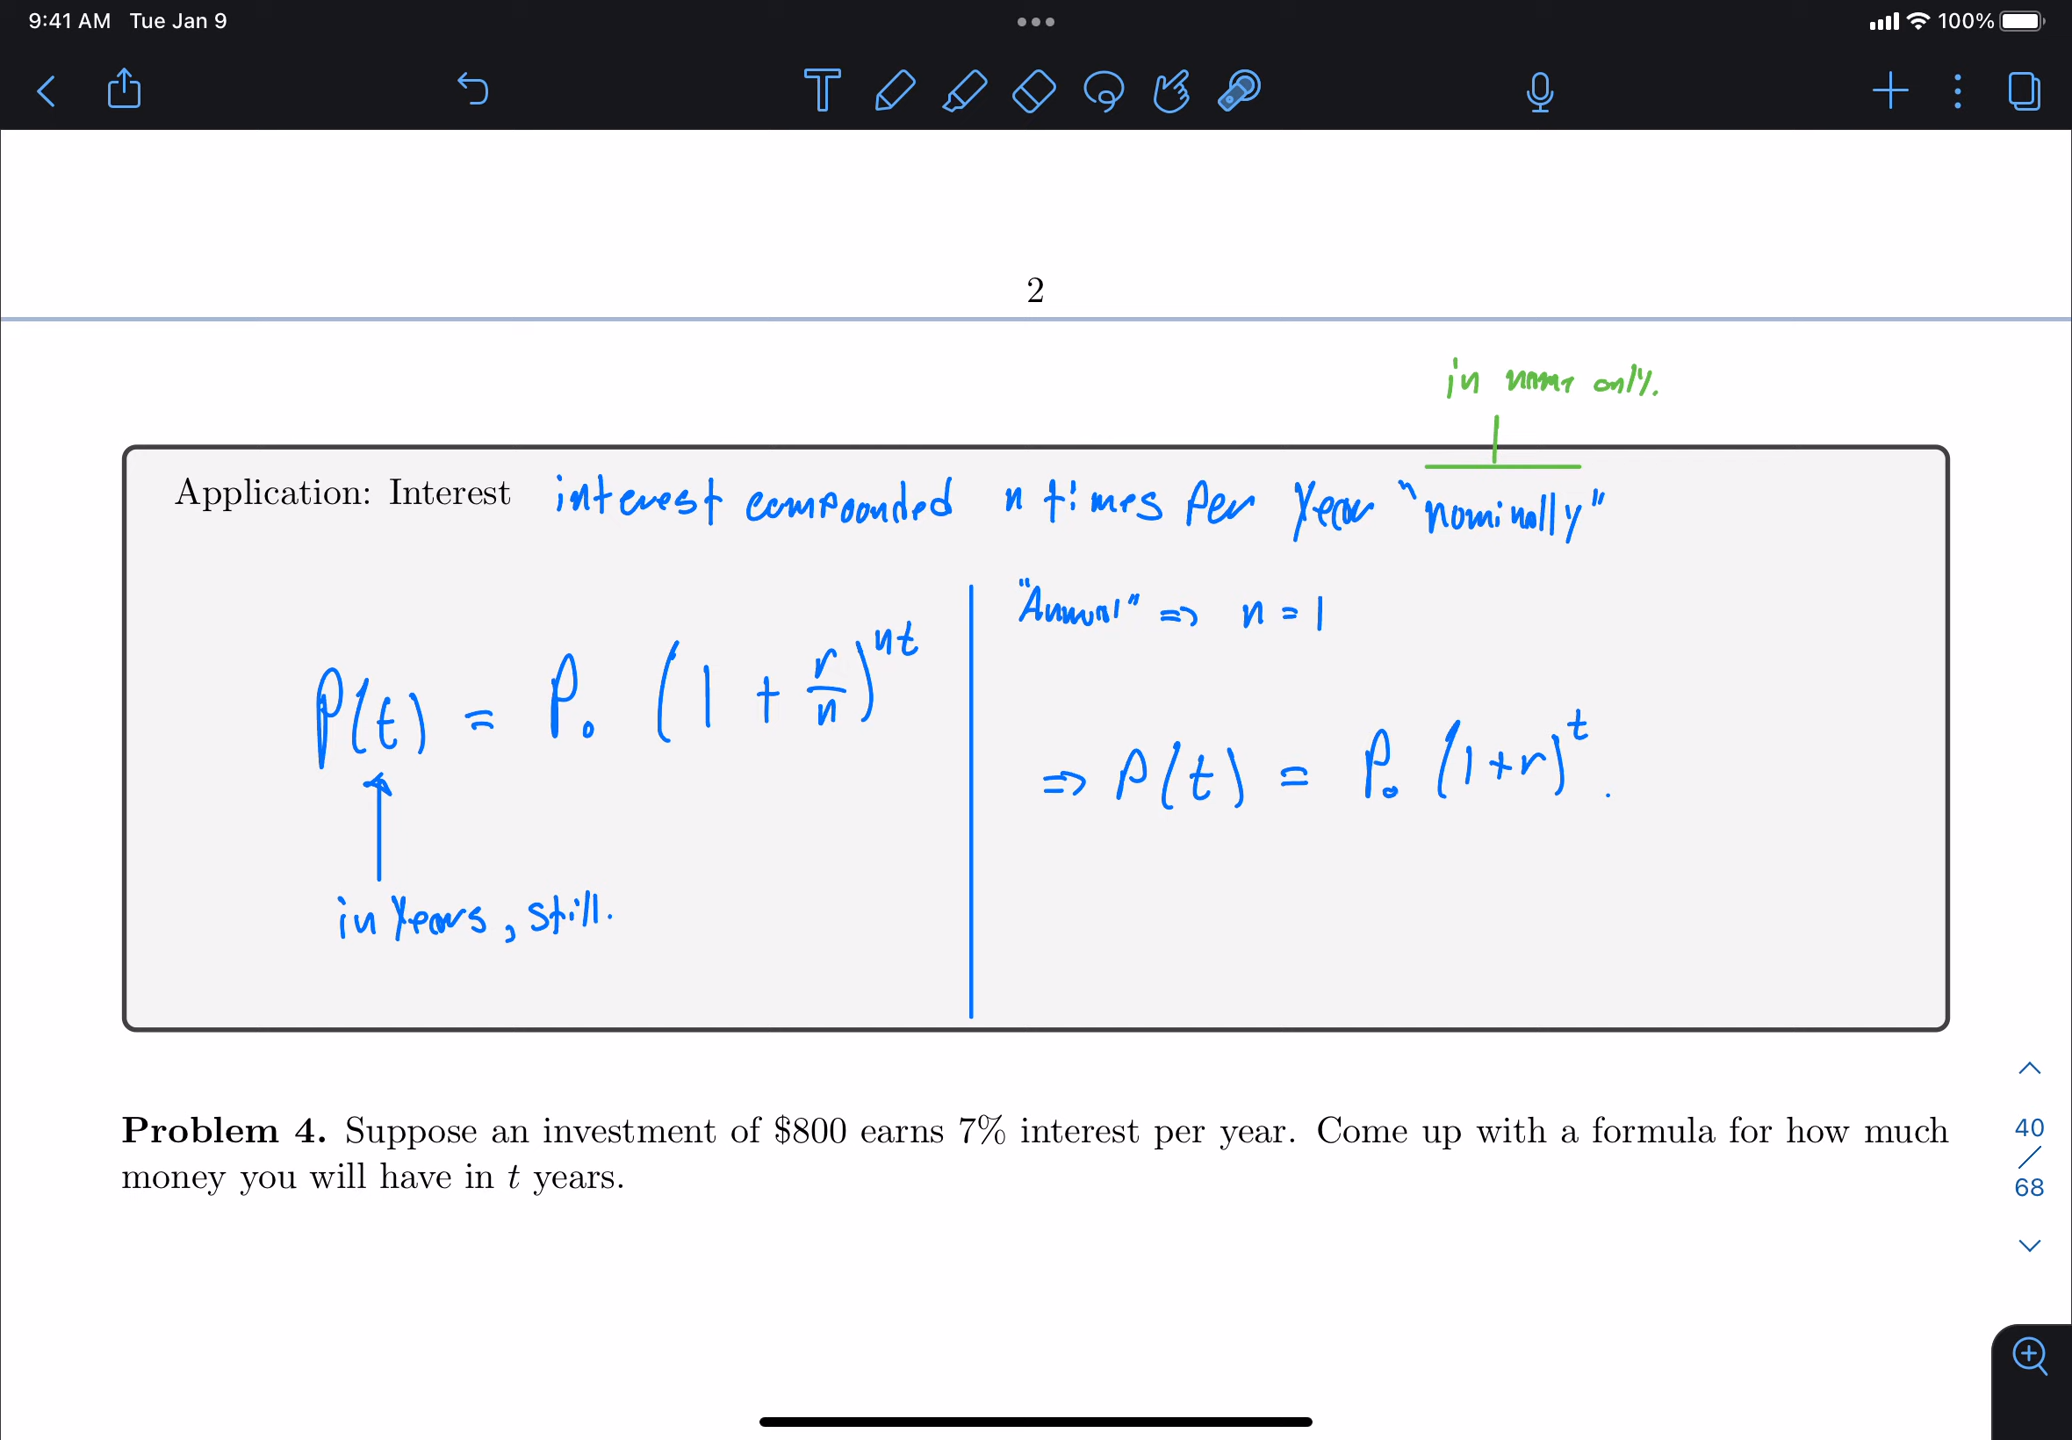 9:41 AM Tue Jan 9
100%
2
in name only.
Application: Interest interest compounded n times per year "nominally"
"Annual" => n = 1
P(t) = P₀ (1 + r/n)^nt
=> P(t) = P₀ (1+r)^t.
in years, still.
Problem 4. Suppose an investment of $800 earns 7% interest per year. Come up with a formula for how much
money you will have in t years.
40
/
68